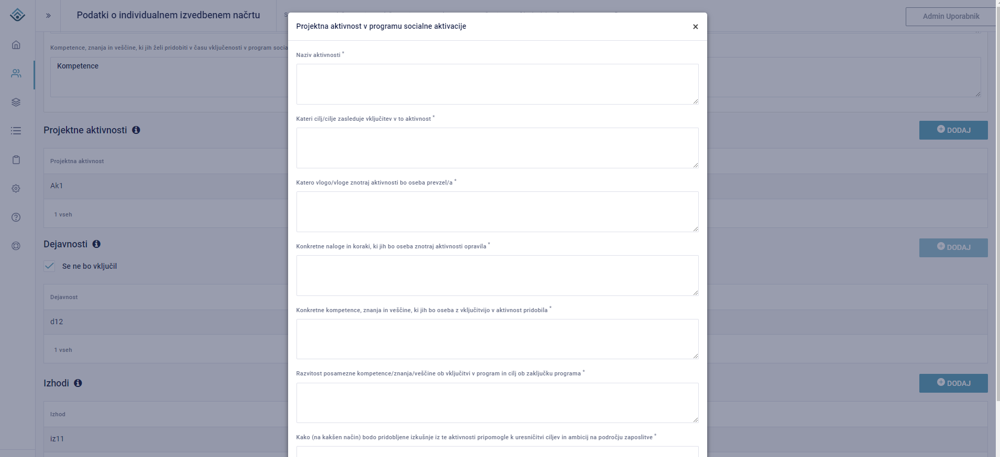 Podatki o individualnem izvedbenem načrtu
Admin Uporabnik
Kompetence, znanja in veščine, ki jih želi pridobiti v času vključenosti v program socia
Kompetence
Projektne aktivnosti
DODAJ
Projektna aktivnost
Ak1
1 vseh
Dejavnosti
DODAJ
Se ne bo vključil
Dejavnost
d12
1 vseh
Izhodi
DODAJ
Izhod
iz11
Projektna aktivnost v programu socialne aktivacije
Naziv aktivnosti *
Kateri cilj/cilje zasleduje vključitev v to aktivnost *
Katero vlogo/vloge znotraj aktivnosti bo oseba prevzel/a *
Konkretne naloge in koraki, ki jih bo oseba znotraj aktivnosti opravila *
Konkretne kompetence, znanja in veščine, ki jih bo oseba z vključitvijo v aktivnost pridobila *
Razvitost posamezne kompetence/znanja/veščine ob vključitvi v program in cilj ob zaključku programa *
Kako (na kakšen način) bodo pridobljene izkušnje iz te aktivnosti pripomogle k uresničitvi ciljev in ambicij na področju zaposlitve *